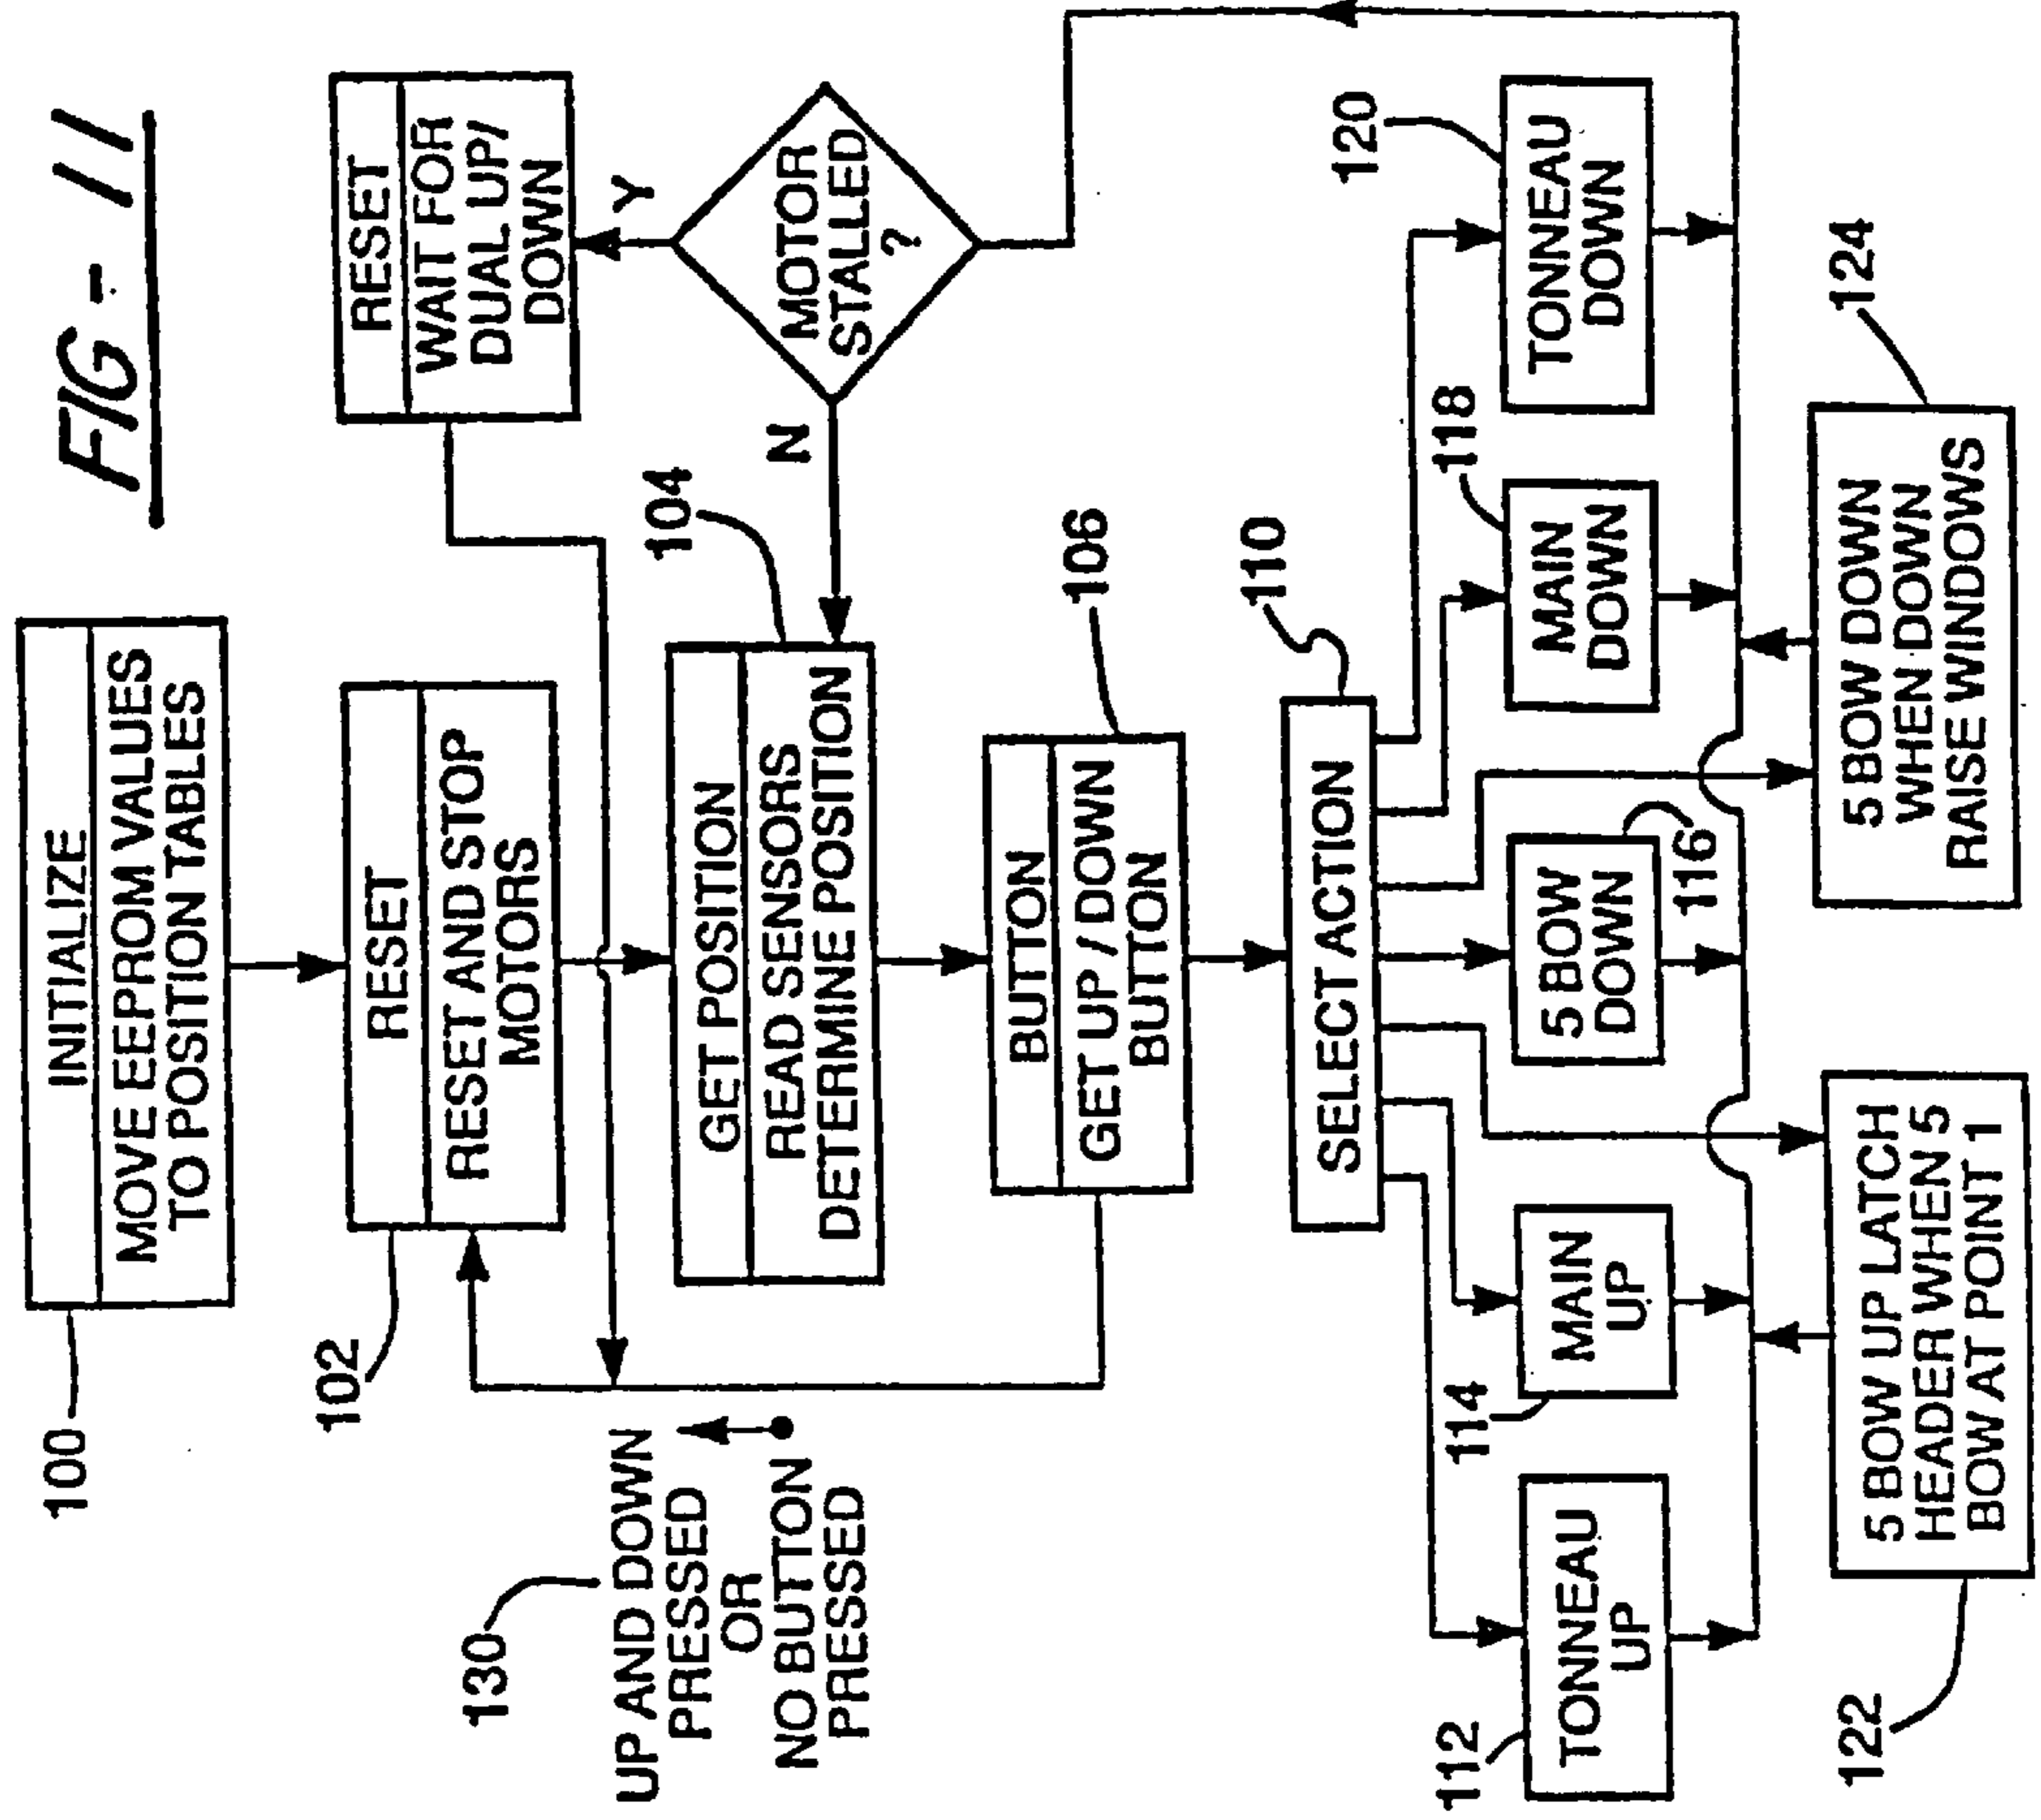 FIG-11
INITIALIZE
MOVE EEPROM VALUES
TO POSITION TABLES
100
RESET
RESET AND STOP
MOTORS
102
RESET
WAIT FOR
DUAL UP/
DOWN
Y
MOTOR
STALLED
?
N
GET POSITION
READ SENSORS
DETERMINE POSITION
104
130
UP AND DOWN
PRESSED
OR
NO BUTTON
PRESSED
BUTTON
GET UP / DOWN
BUTTON
106
SELECT ACTION
110
TONNEAU
UP
112
MAIN
UP
114
5 BOW
DOWN
116
MAIN
DOWN
118
TONNEAU
DOWN
120
5 BOW UP LATCH
HEADER WHEN 5
BOW AT POINT 1
122
5 BOW DOWN
WHEN DOWN
RAISE WINDOWS
124